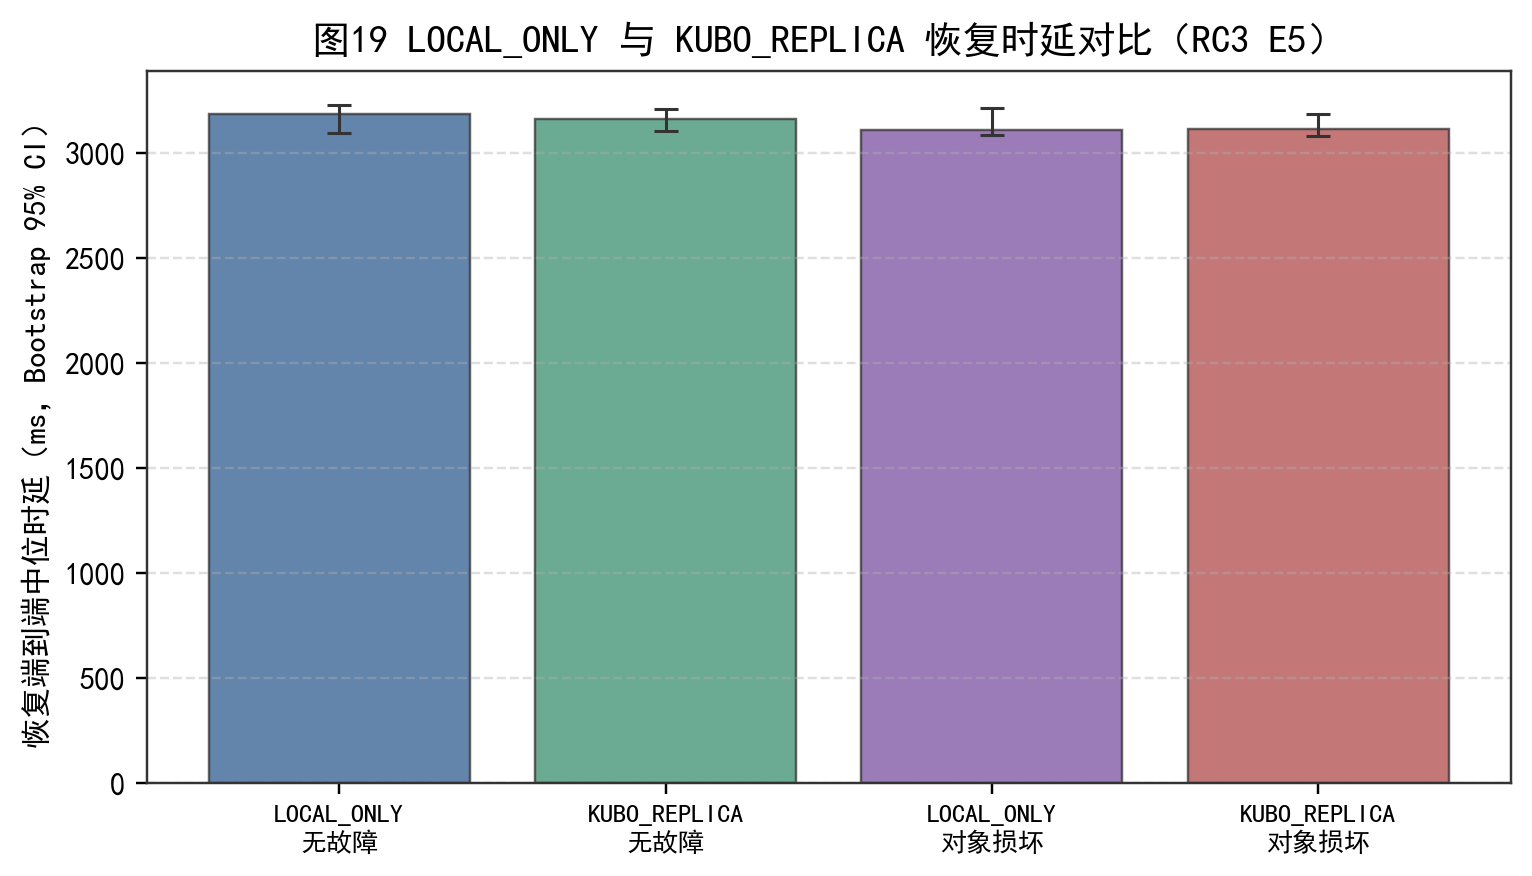 图19 LOCAL_ONLY 与 KUBO_REPLICA 恢复时延对比（RC3 E5）
恢复端到端中位时延（ms, Bootstrap 95% CI）
3000
2500
2000
1500
1000
500
0
LOCAL_ONLY
无故障
KUBO_REPLICA
无故障
LOCAL_ONLY
对象损坏
KUBO_REPLICA
对象损坏